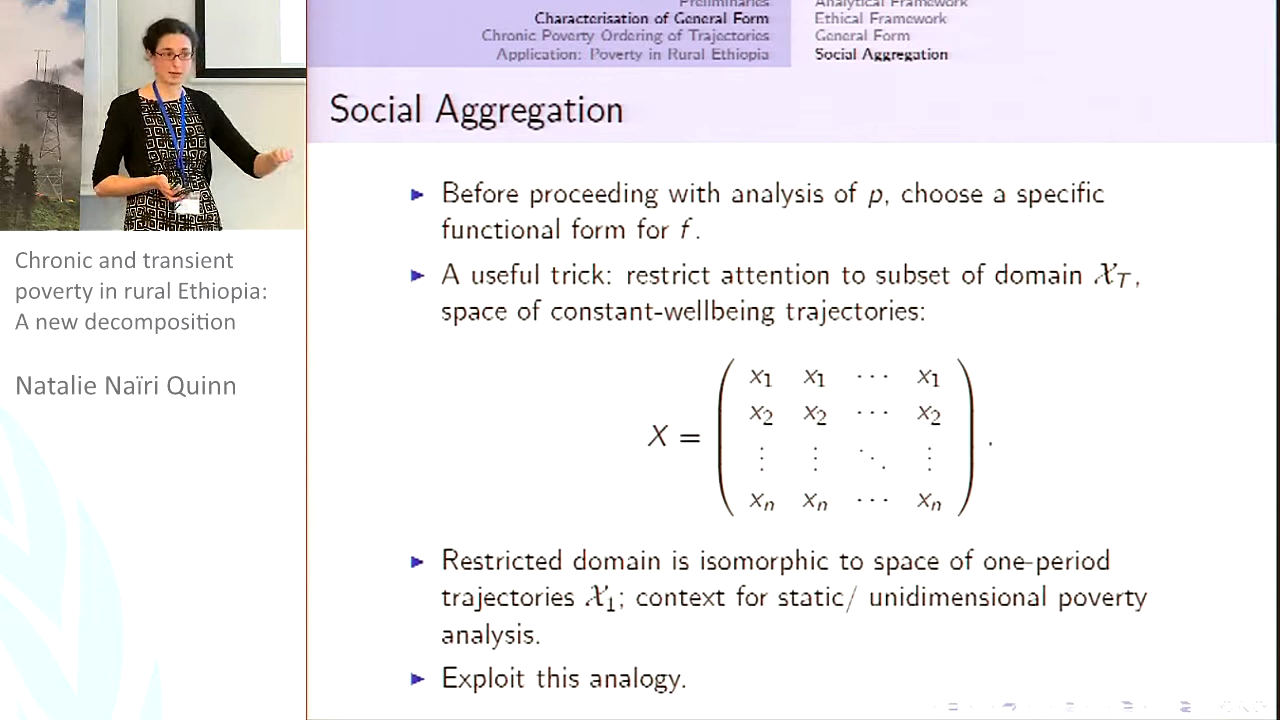 Preliminaries
Characterisation of General Form
Chronic Poverty Ordering of Trajectories
Application: Poverty in Rural Ethiopia
Analytical Framework
Ethical Framework
General Form
Social Aggregation
Social Aggregation
Before proceeding with analysis of p, choose a specific
functional form for f.
A useful trick: restrict attention to subset of domain 𝒳_T,
space of constant-wellbeing trajectories:
X = ( x₁ x₁ ⋯ x₁
x₂ x₂ ⋯ x₂
⋮ ⋮ ⋱ ⋮
xₙ xₙ ⋯ xₙ ) .
Restricted domain is isomorphic to space of one-period
trajectories 𝒳₁; context for static/ unidimensional poverty
analysis.
Exploit this analogy.
Chronic and transient
poverty in rural Ethiopia:
A new decomposition
Natalie Naïri Quinn